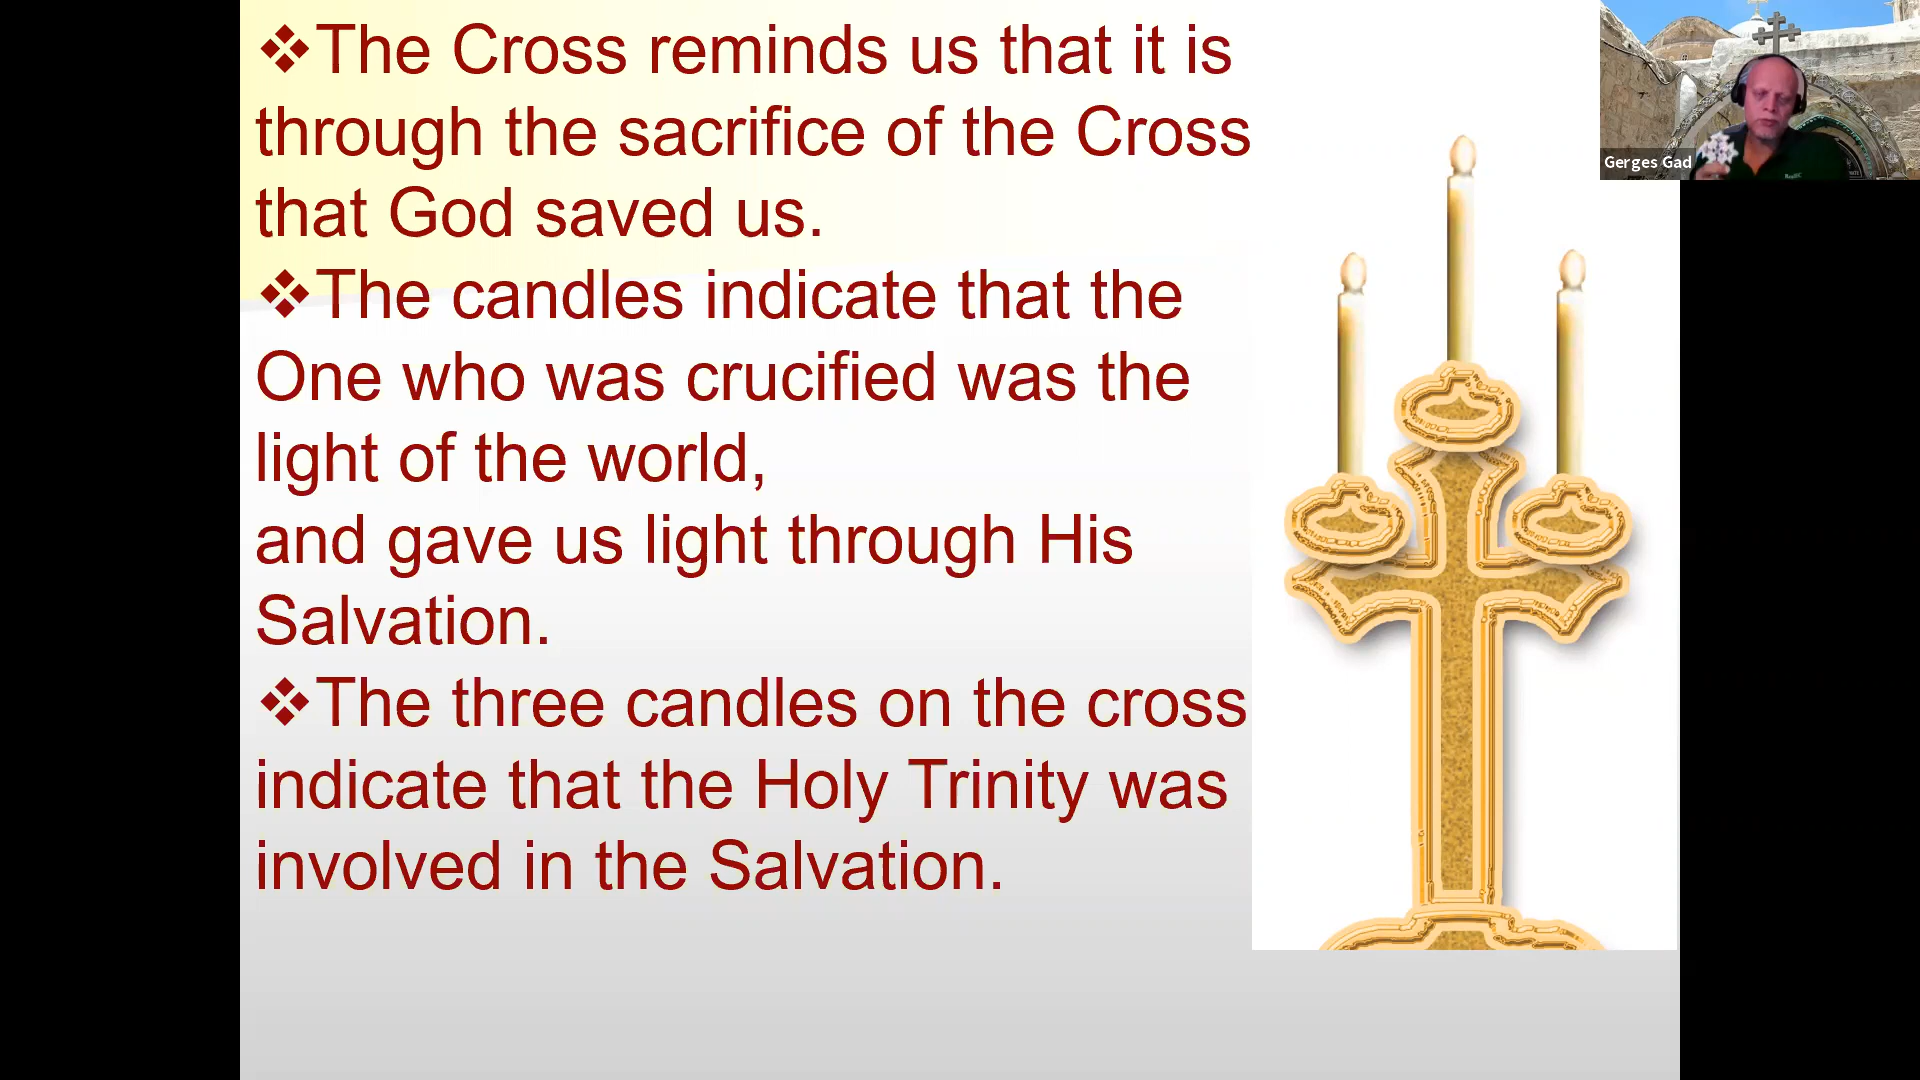 ❖The Cross reminds us that it is
through the sacrifice of the Cross
that God saved us.
❖The candles indicate that the
One who was crucified was the
light of the world,
and gave us light through His
Salvation.
❖The three candles on the cross
indicate that the Holy Trinity was
involved in the Salvation.
Gerges Gad